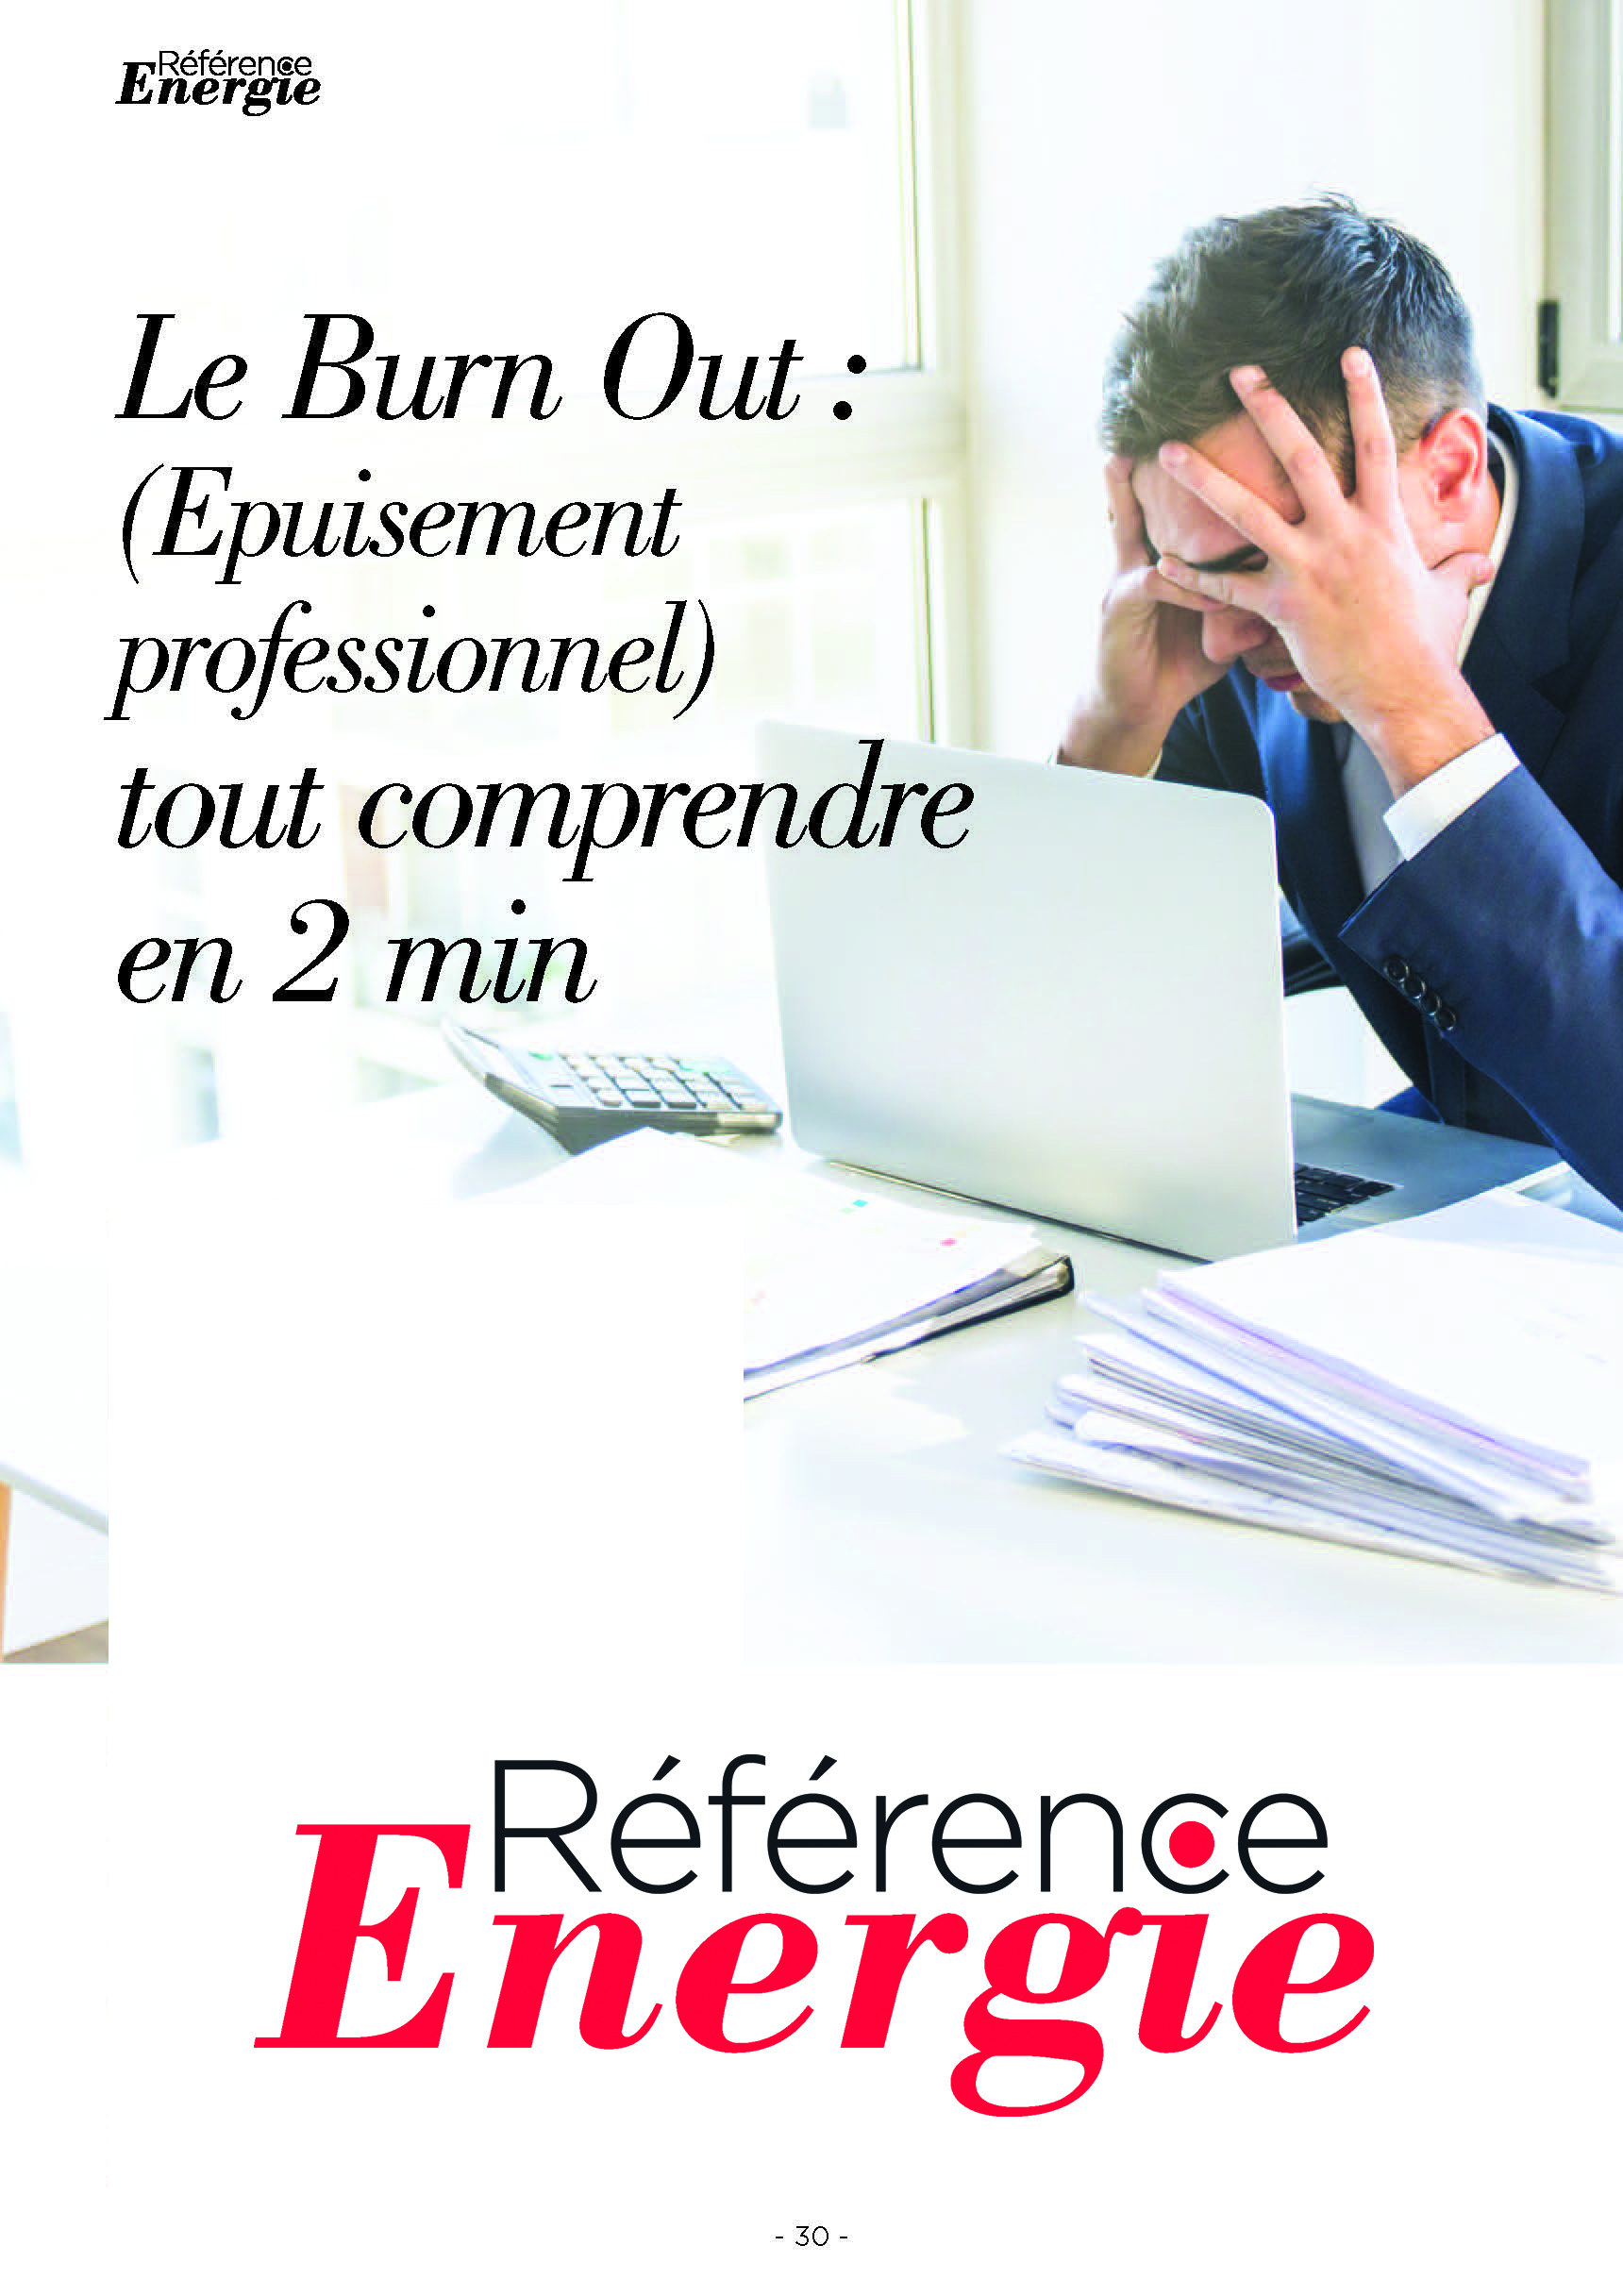 Référence
Energie
Le Burn Out :
(Epuisement
professionnel)
tout comprendre
en 2 min
Référence
Energie
- 30 -